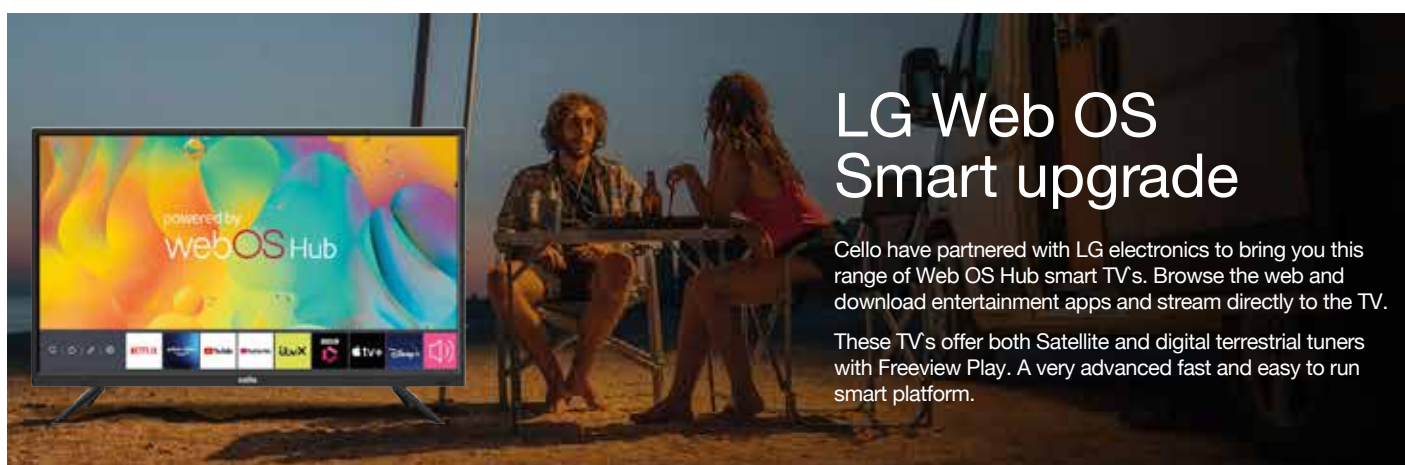 LG Web OS
Smart upgrade
Cello have partnered with LG electronics to bring you this
range of Web OS Hub smart TV`s. Browse the web and
download entertainment apps and stream directly to the TV.
These TV`s offer both Satellite and digital terrestrial tuners
with Freeview Play. A very advanced fast and easy to run
smart platform.
powered by
webOS Hub
NETFLIX
YouTube
itvX
tv+
Disney+
cello